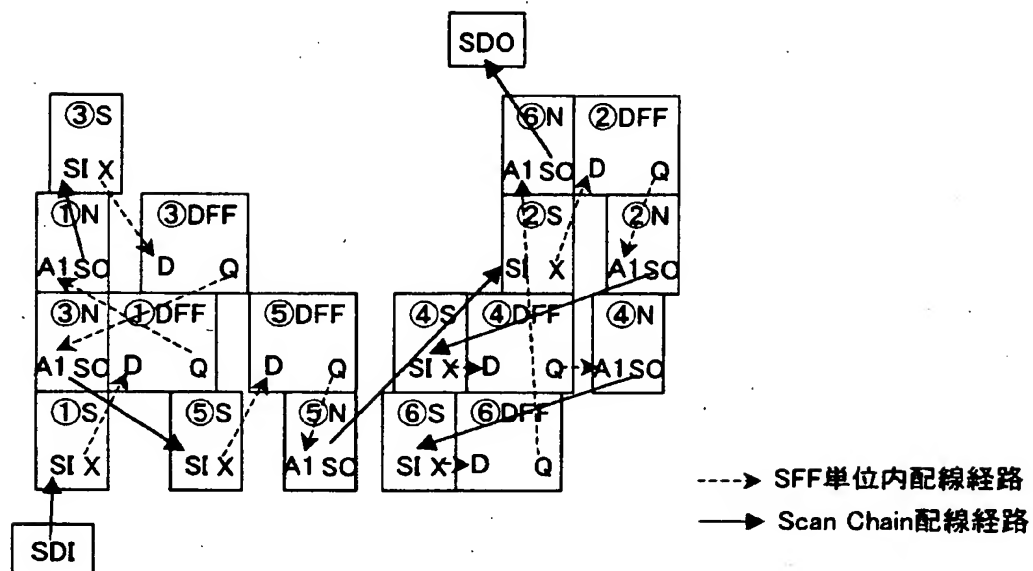 SDO
③S
SI X
⑥N
A1 SO
②DFF
D Q
①N
A1 SO
③DFF
D Q
②S
SI X
②N
A1 SO
③N
A1 SO
①DFF
D Q
⑤DFF
D Q
④S
SI X
④DFF
D Q
④N
A1 SO
①S
SI X
⑤S
SI X
⑤N
A1 SO
⑥S
SI X
⑥DFF
D Q
SDI
SFF単位内配線経路
Scan Chain配線経路